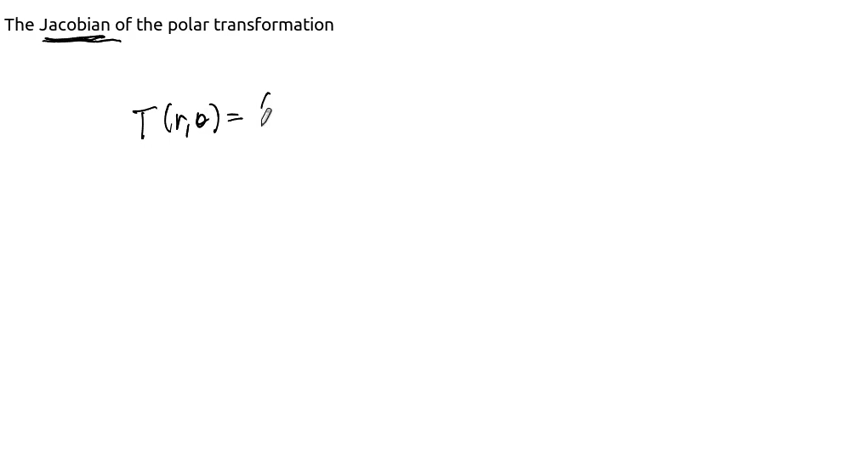 The Jacobian of the polar transformation
T(r,θ) = (